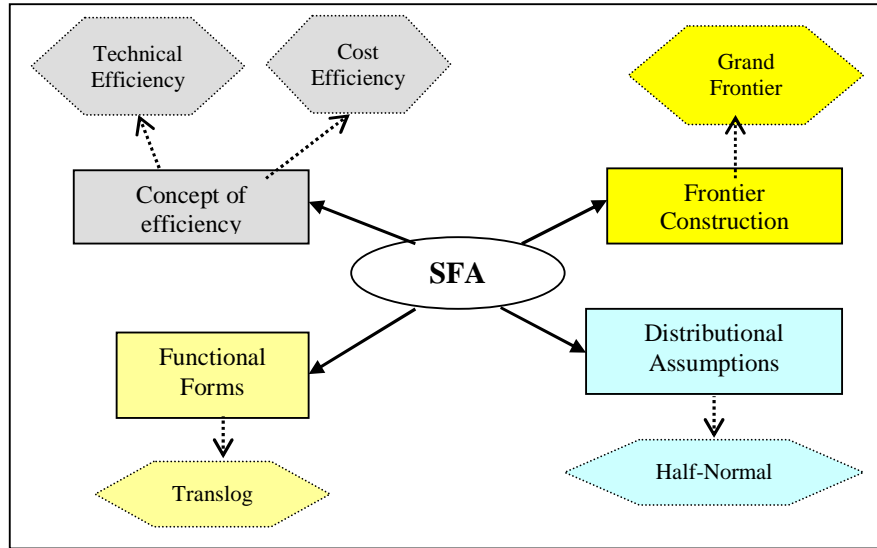 Technical
Efficiency
Cost
Efficiency
Grand
Frontier
Concept of
efficiency
Frontier
Construction
SFA
Functional
Forms
Distributional
Assumptions
Translog
Half-Normal